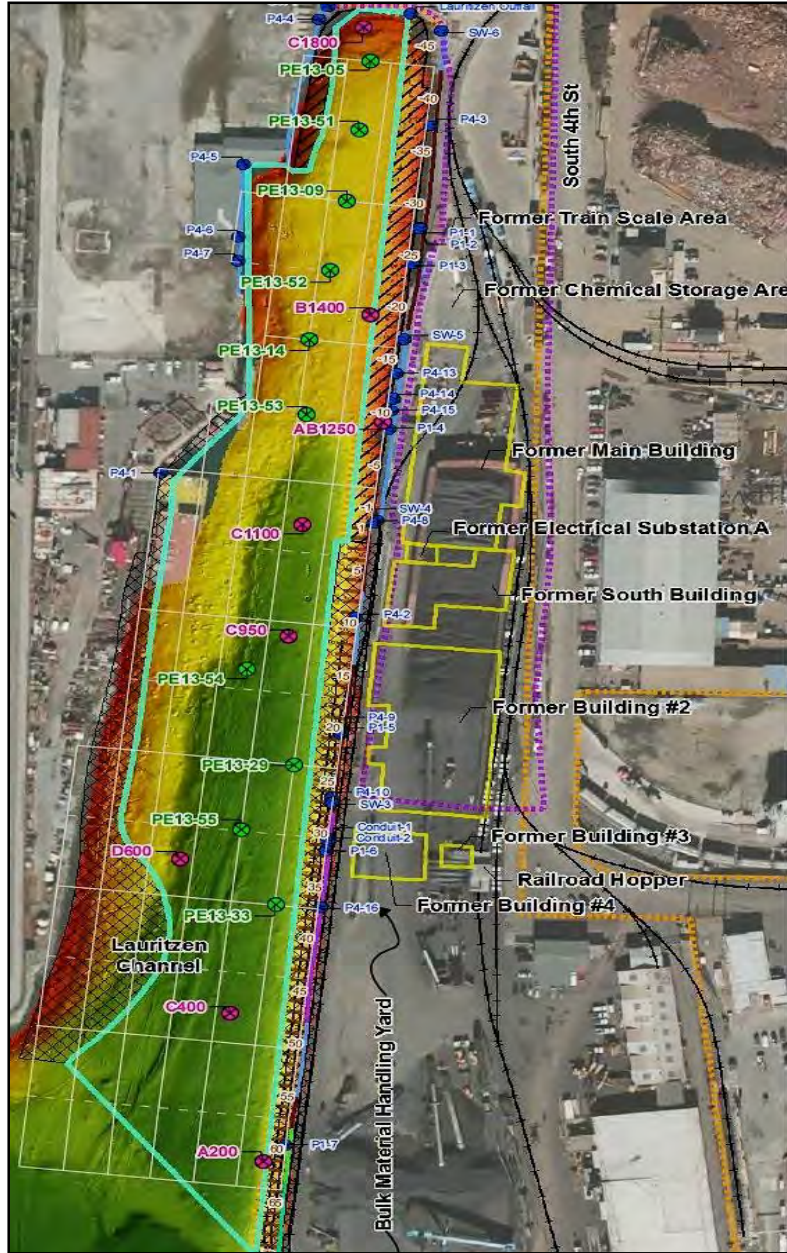 Lauritzen Outfall
P4-4
C1800
SW-6
-45
PE13-05
-40
P4-3
PE13-51
-35
P4-5
South 4th St
PE13-09
-30
Former Train Scale Area
P4-6
P1-1
P1-2
P4-7
PE13-52
-25
P1-3
Former Chemical Storage Area
B1400
-20
SW-5
PE13-14
-15
P4-13
P4-14
PE13-53
-10
P4-15
AB1250
P1-4
Former Main Building
P4-1
-5
SW-4
-1
P4-8
C1100
1
Former Electrical Substation A
5
Former South Building
10
P4-2
C950
PE13-54
15
Former Building #2
P4-9
20
P1-5
PE13-29
25
P4-10
SW-3
PE13-55
30
Conduit-1
Conduit-2
Former Building #3
D600
P1-6
35
Railroad Hopper
Former Building #4
PE13-33
P4-16
Lauritzen
Channel
40
45
C400
Bulk Material Handling Yard
50
55
P1-7
60
A200
65